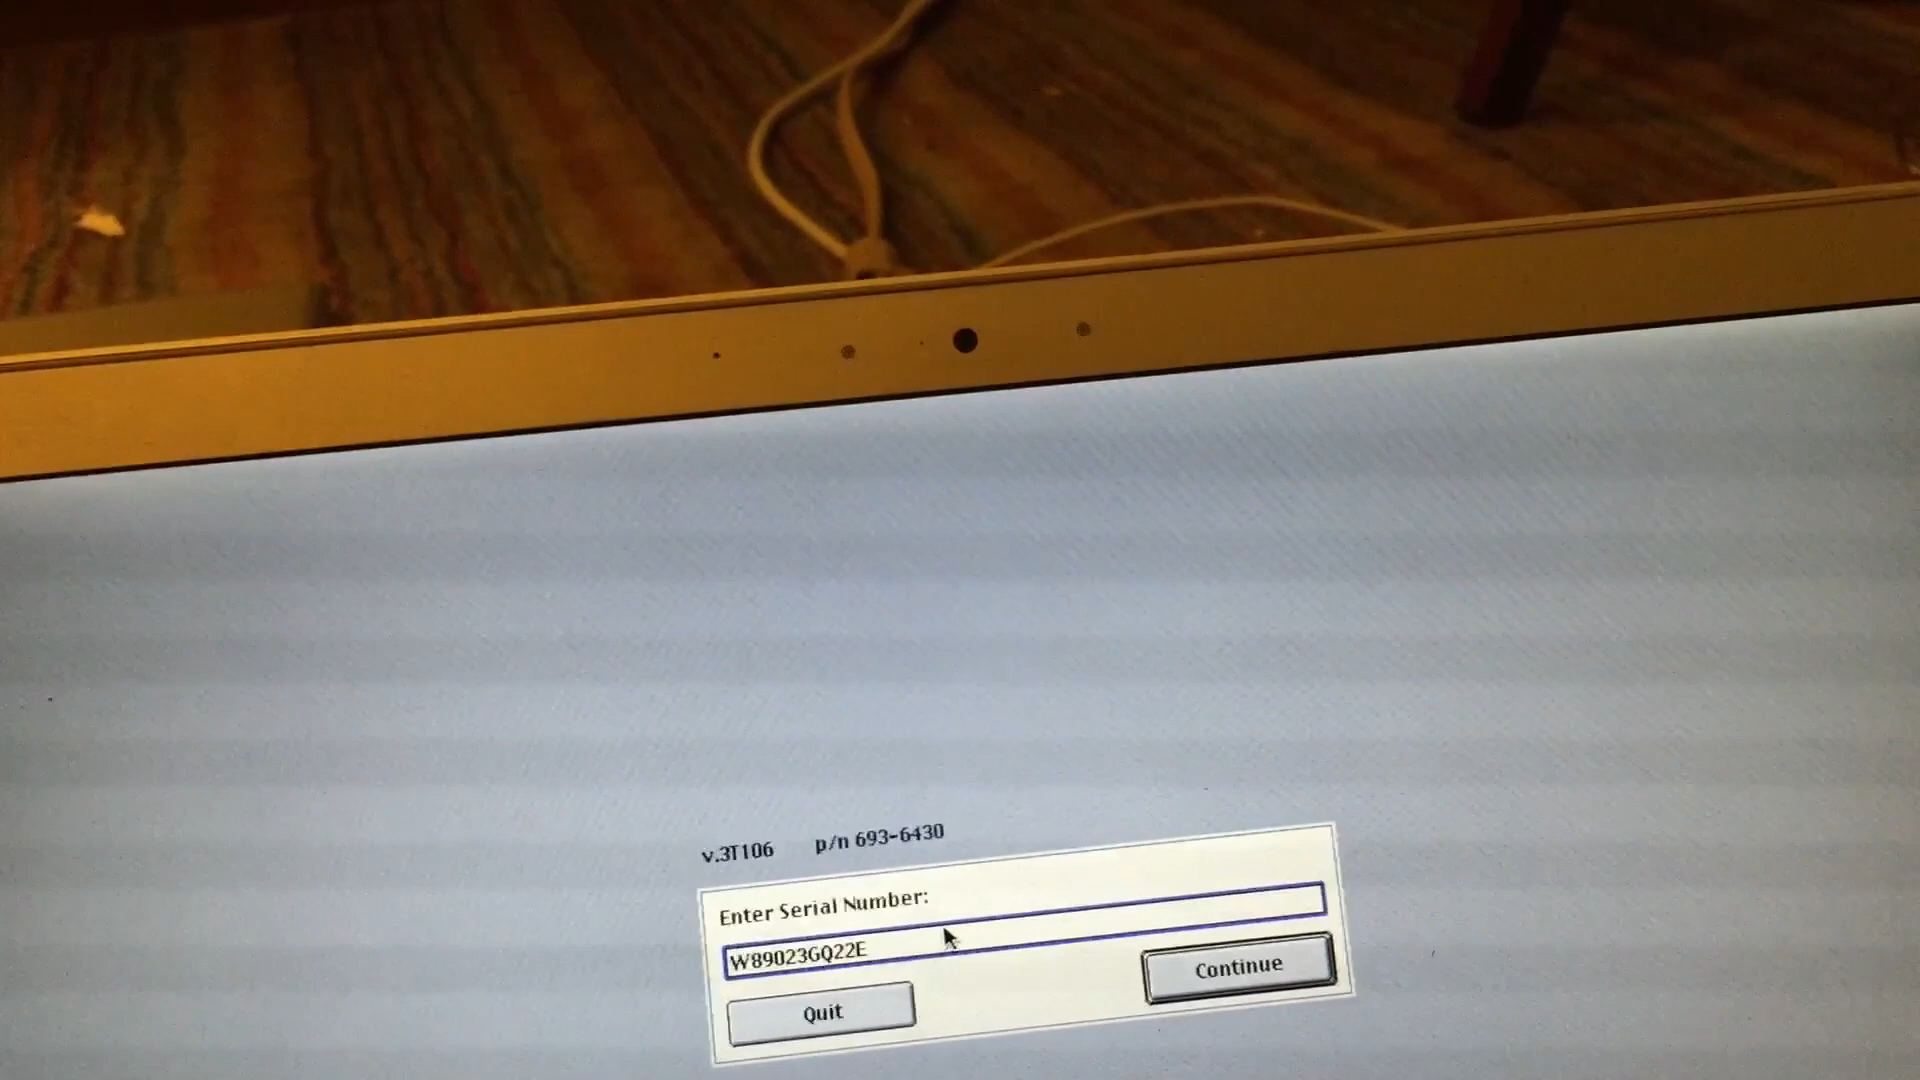 v.3T106 p/n 693-6430
Enter Serial Number:
W89023GQ22E
Continue
Quit